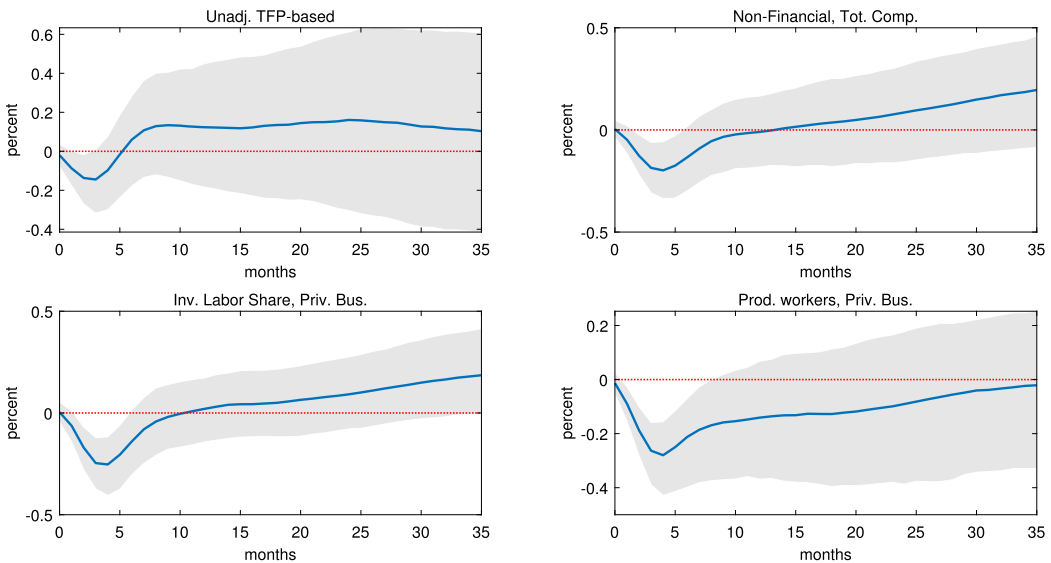 Unadj. TFP-based
percent
0.6
0.4
0.2
0
-0.2
-0.4
0 5 10 15 20 25 30 35
months
Non-Financial, Tot. Comp.
percent
0.5
0
-0.5
0 5 10 15 20 25 30 35
months
Inv. Labor Share, Priv. Bus.
percent
0.5
0
-0.5
0 5 10 15 20 25 30 35
months
Prod. workers, Priv. Bus.
percent
0.2
0
-0.2
-0.4
0 5 10 15 20 25 30 35
months